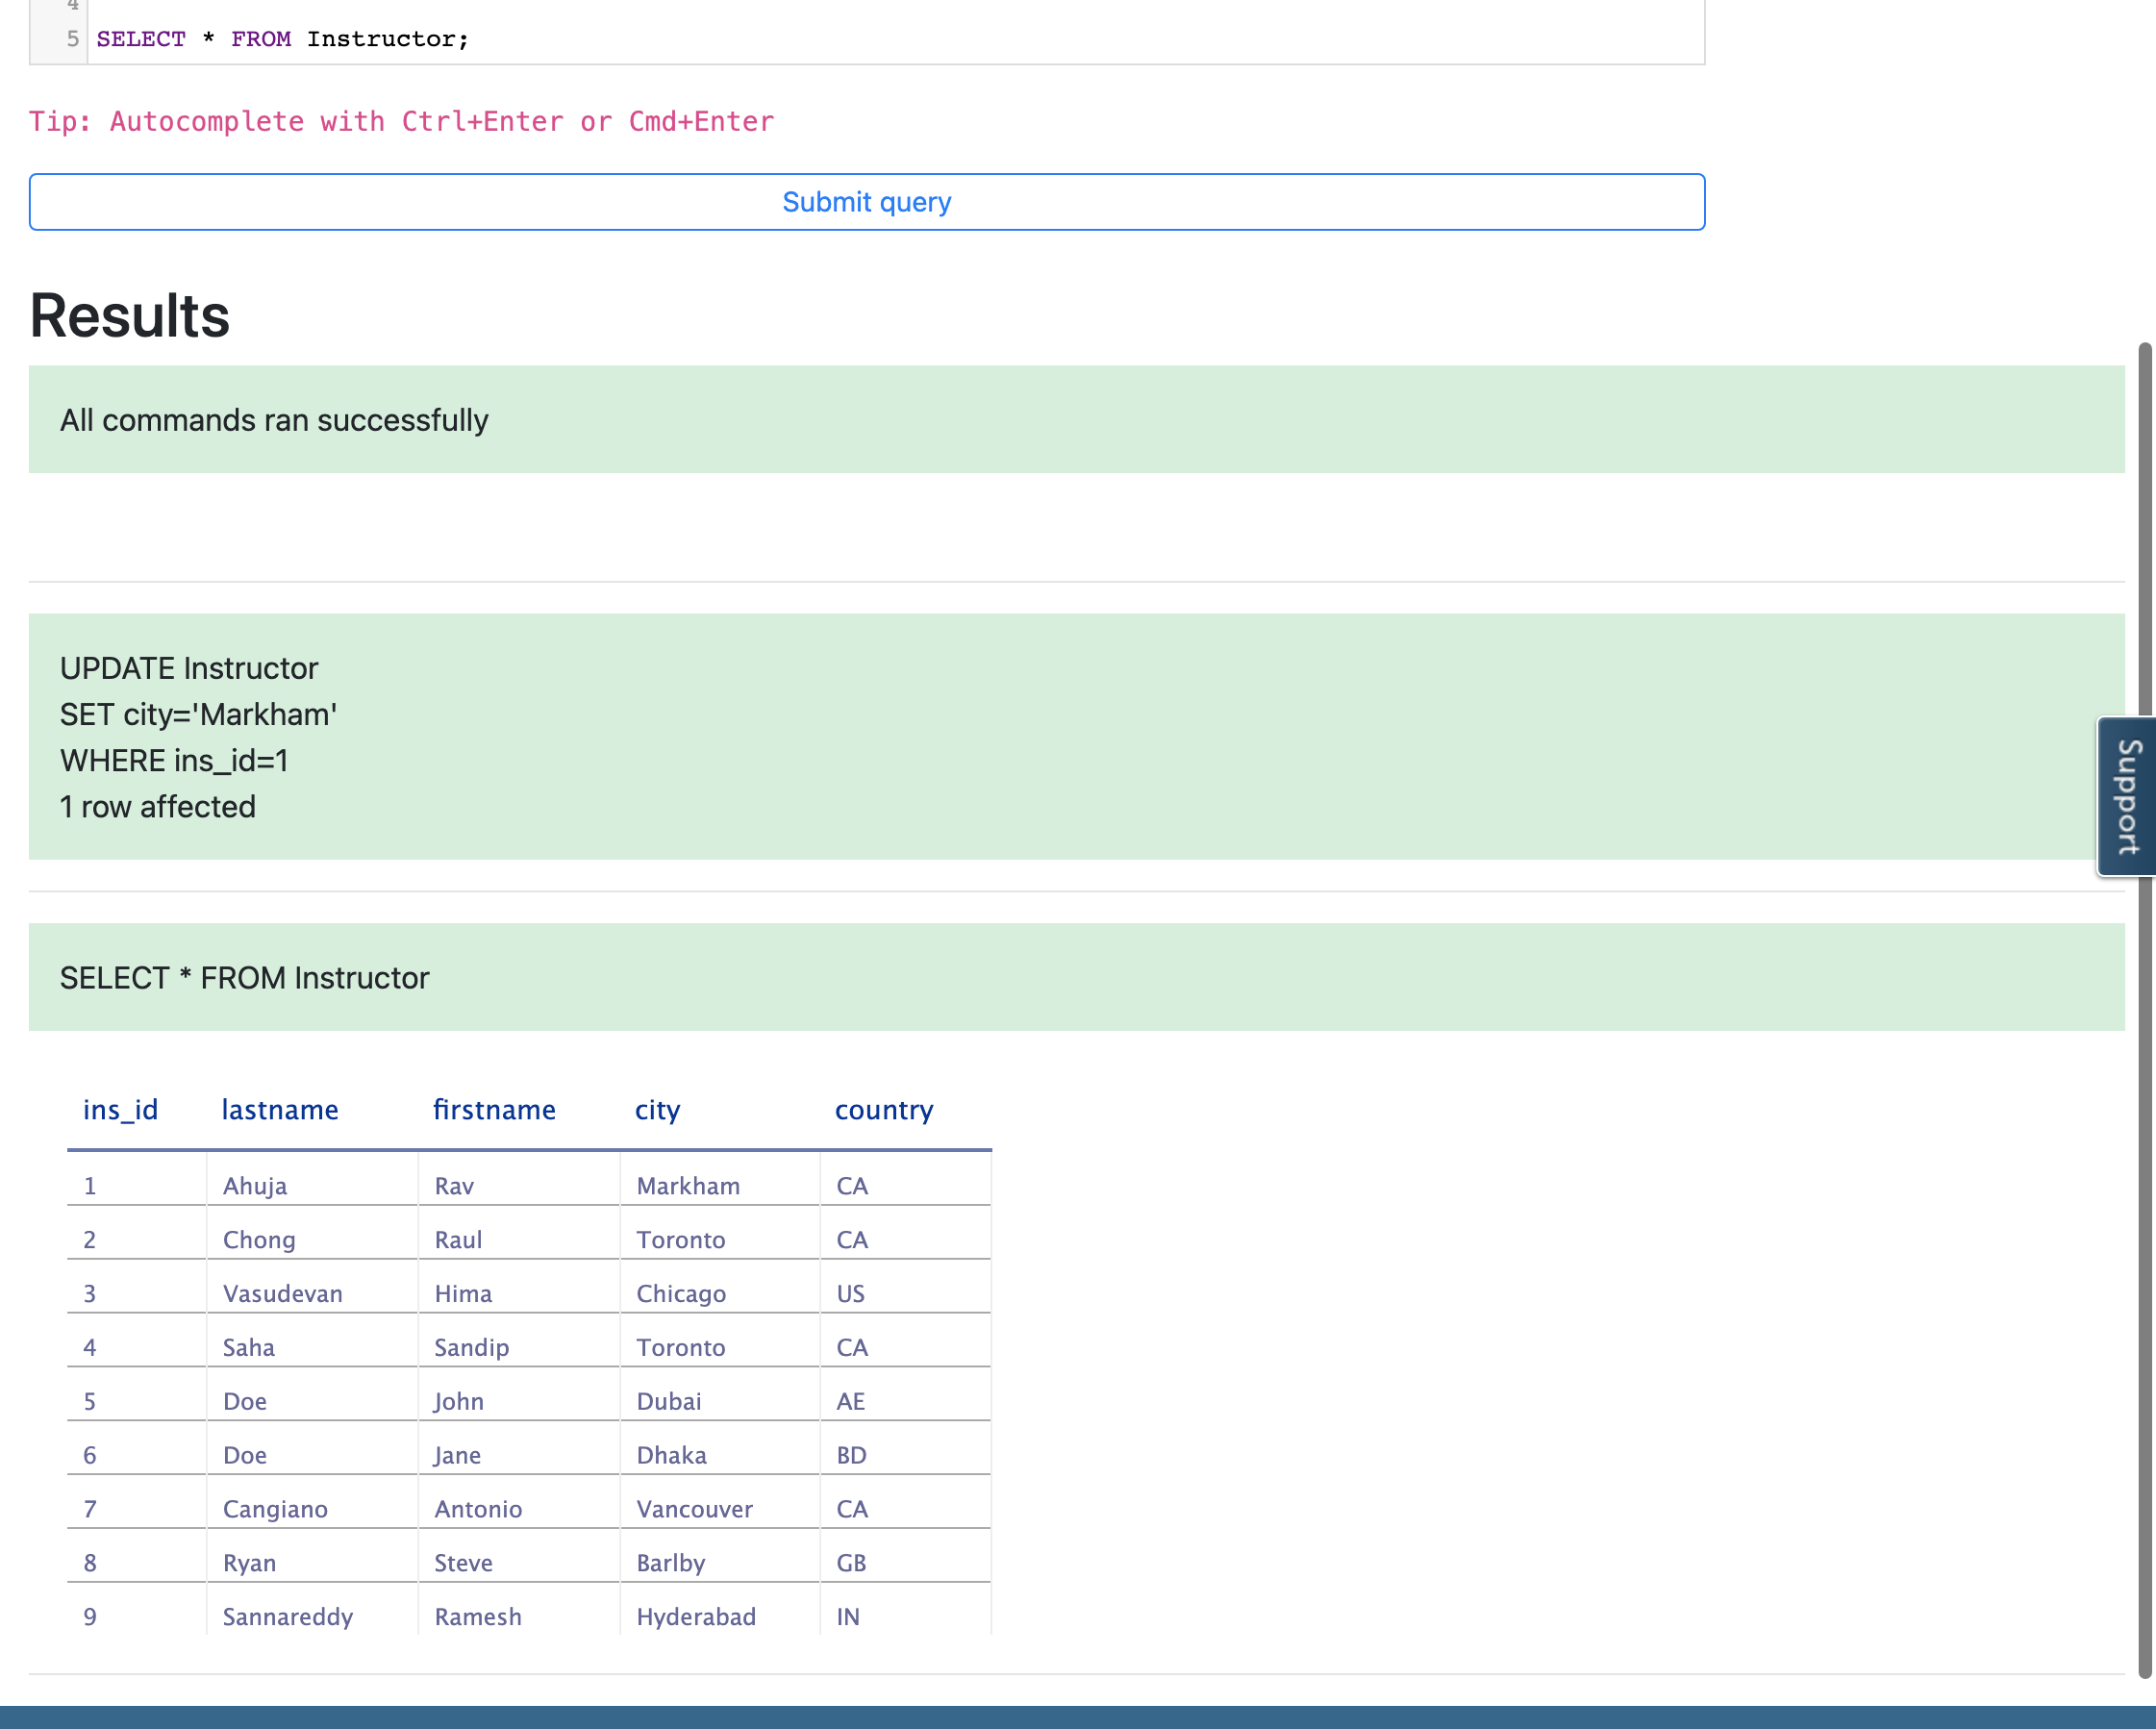 4
5 SELECT * FROM Instructor;
Tip: Autocomplete with Ctrl+Enter or Cmd+Enter
Submit query
Results
All commands ran successfully
UPDATE Instructor
SET city='Markham'
WHERE ins_id=1
1 row affected
Support
SELECT * FROM Instructor
ins_id lastname firstname city country
1 Ahuja Rav Markham CA
2 Chong Raul Toronto CA
3 Vasudevan Hima Chicago US
4 Saha Sandip Toronto CA
5 Doe John Dubai AE
6 Doe Jane Dhaka BD
7 Cangiano Antonio Vancouver CA
8 Ryan Steve Barlby GB
9 Sannareddy Ramesh Hyderabad IN